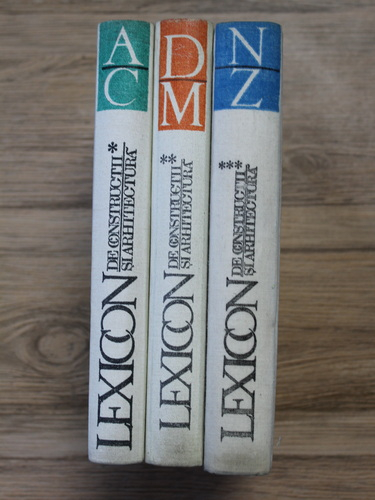 A
C
LEXICON
DE CONSTRUCȚII *
ȘI ARHITECTURĂ
D
M
LEXICON
DE CONSTRUCȚII **
ȘI ARHITECTURĂ
N
Z
LEXICON
DE CONSTRUCȚII ***
ȘI ARHITECTURĂ